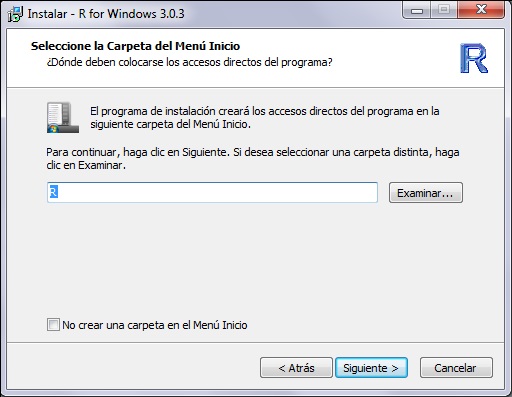 Instalar - R for Windows 3.0.3
Seleccione la Carpeta del Menú Inicio
¿Dónde deben colocarse los accesos directos del programa?
R
El programa de instalación creará los accesos directos del programa en la
siguiente carpeta del Menú Inicio.
Para continuar, haga clic en Siguiente. Si desea seleccionar una carpeta distinta, haga
clic en Examinar.
R
Examinar...
No crear una carpeta en el Menú Inicio
< Atrás
Siguiente >
Cancelar